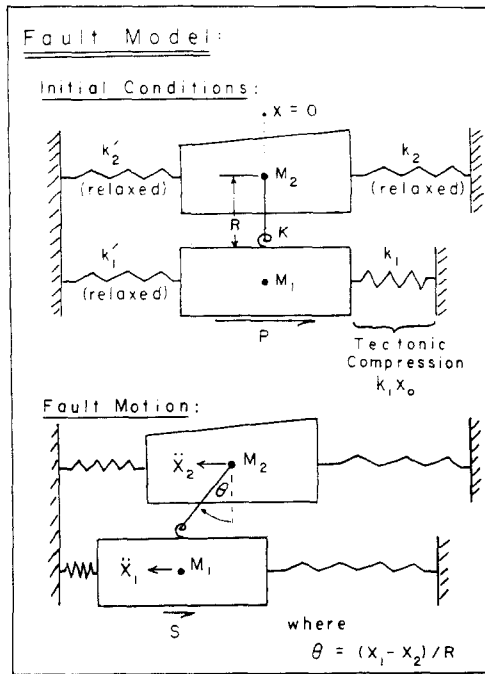 Fault Model:
Initial Conditions:
x = 0
k₂′
(relaxed)
M₂
k₂
(relaxed)
R
K
k₁′
(relaxed)
M₁
k₁
P
Tectonic
Compression
k₁x₀
Fault Motion:
Ẍ₂
M₂
θ
Ẍ₁
M₁
S
where
θ = (x₁ - x₂) / R